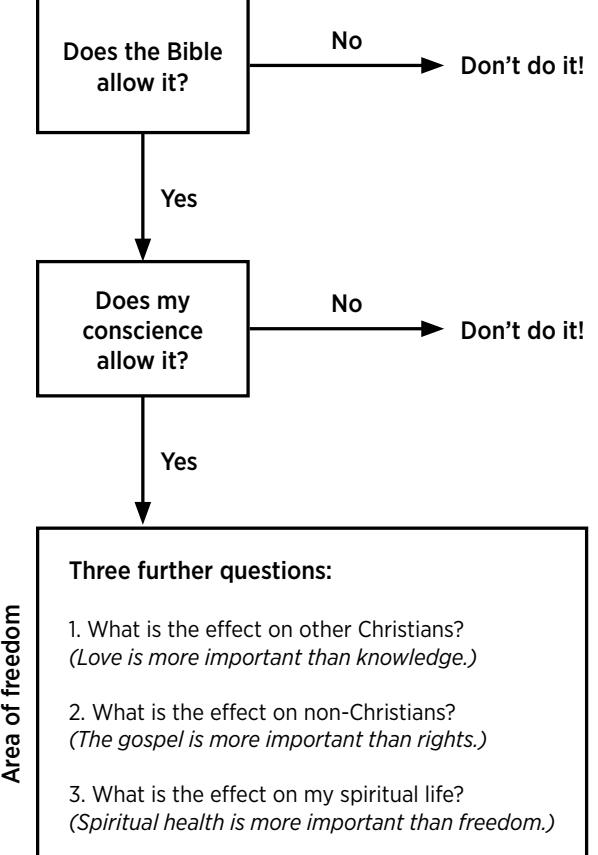 Does the Bible
allow it?
No
Don’t do it!
Yes
Does my
conscience
allow it?
No
Don’t do it!
Yes
Area of freedom
Three further questions:
1. What is the effect on other Christians?
(Love is more important than knowledge.)
2. What is the effect on non-Christians?
(The gospel is more important than rights.)
3. What is the effect on my spiritual life?
(Spiritual health is more important than freedom.)